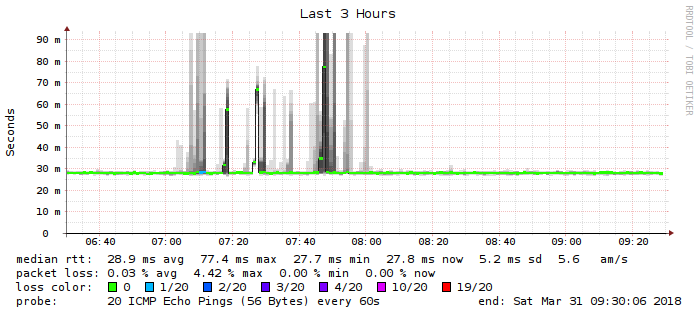 Last 3 Hours
RRDTOOL / TOBI OETIKER
Seconds
90 m
80 m
70 m
60 m
50 m
40 m
30 m
20 m
10 m
0
06:40 07:00 07:20 07:40 08:00 08:20 08:40 09:00 09:20
median rtt: 28.9 ms avg 77.4 ms max 27.7 ms min 27.8 ms now 5.2 ms sd 5.6 am/s
packet loss: 0.03 % avg 4.42 % max 0.00 % min 0.00 % now
loss color: 0 1/20 2/20 3/20 4/20 10/20 19/20
probe: 20 ICMP Echo Pings (56 Bytes) every 60s end: Sat Mar 31 09:30:06 2018